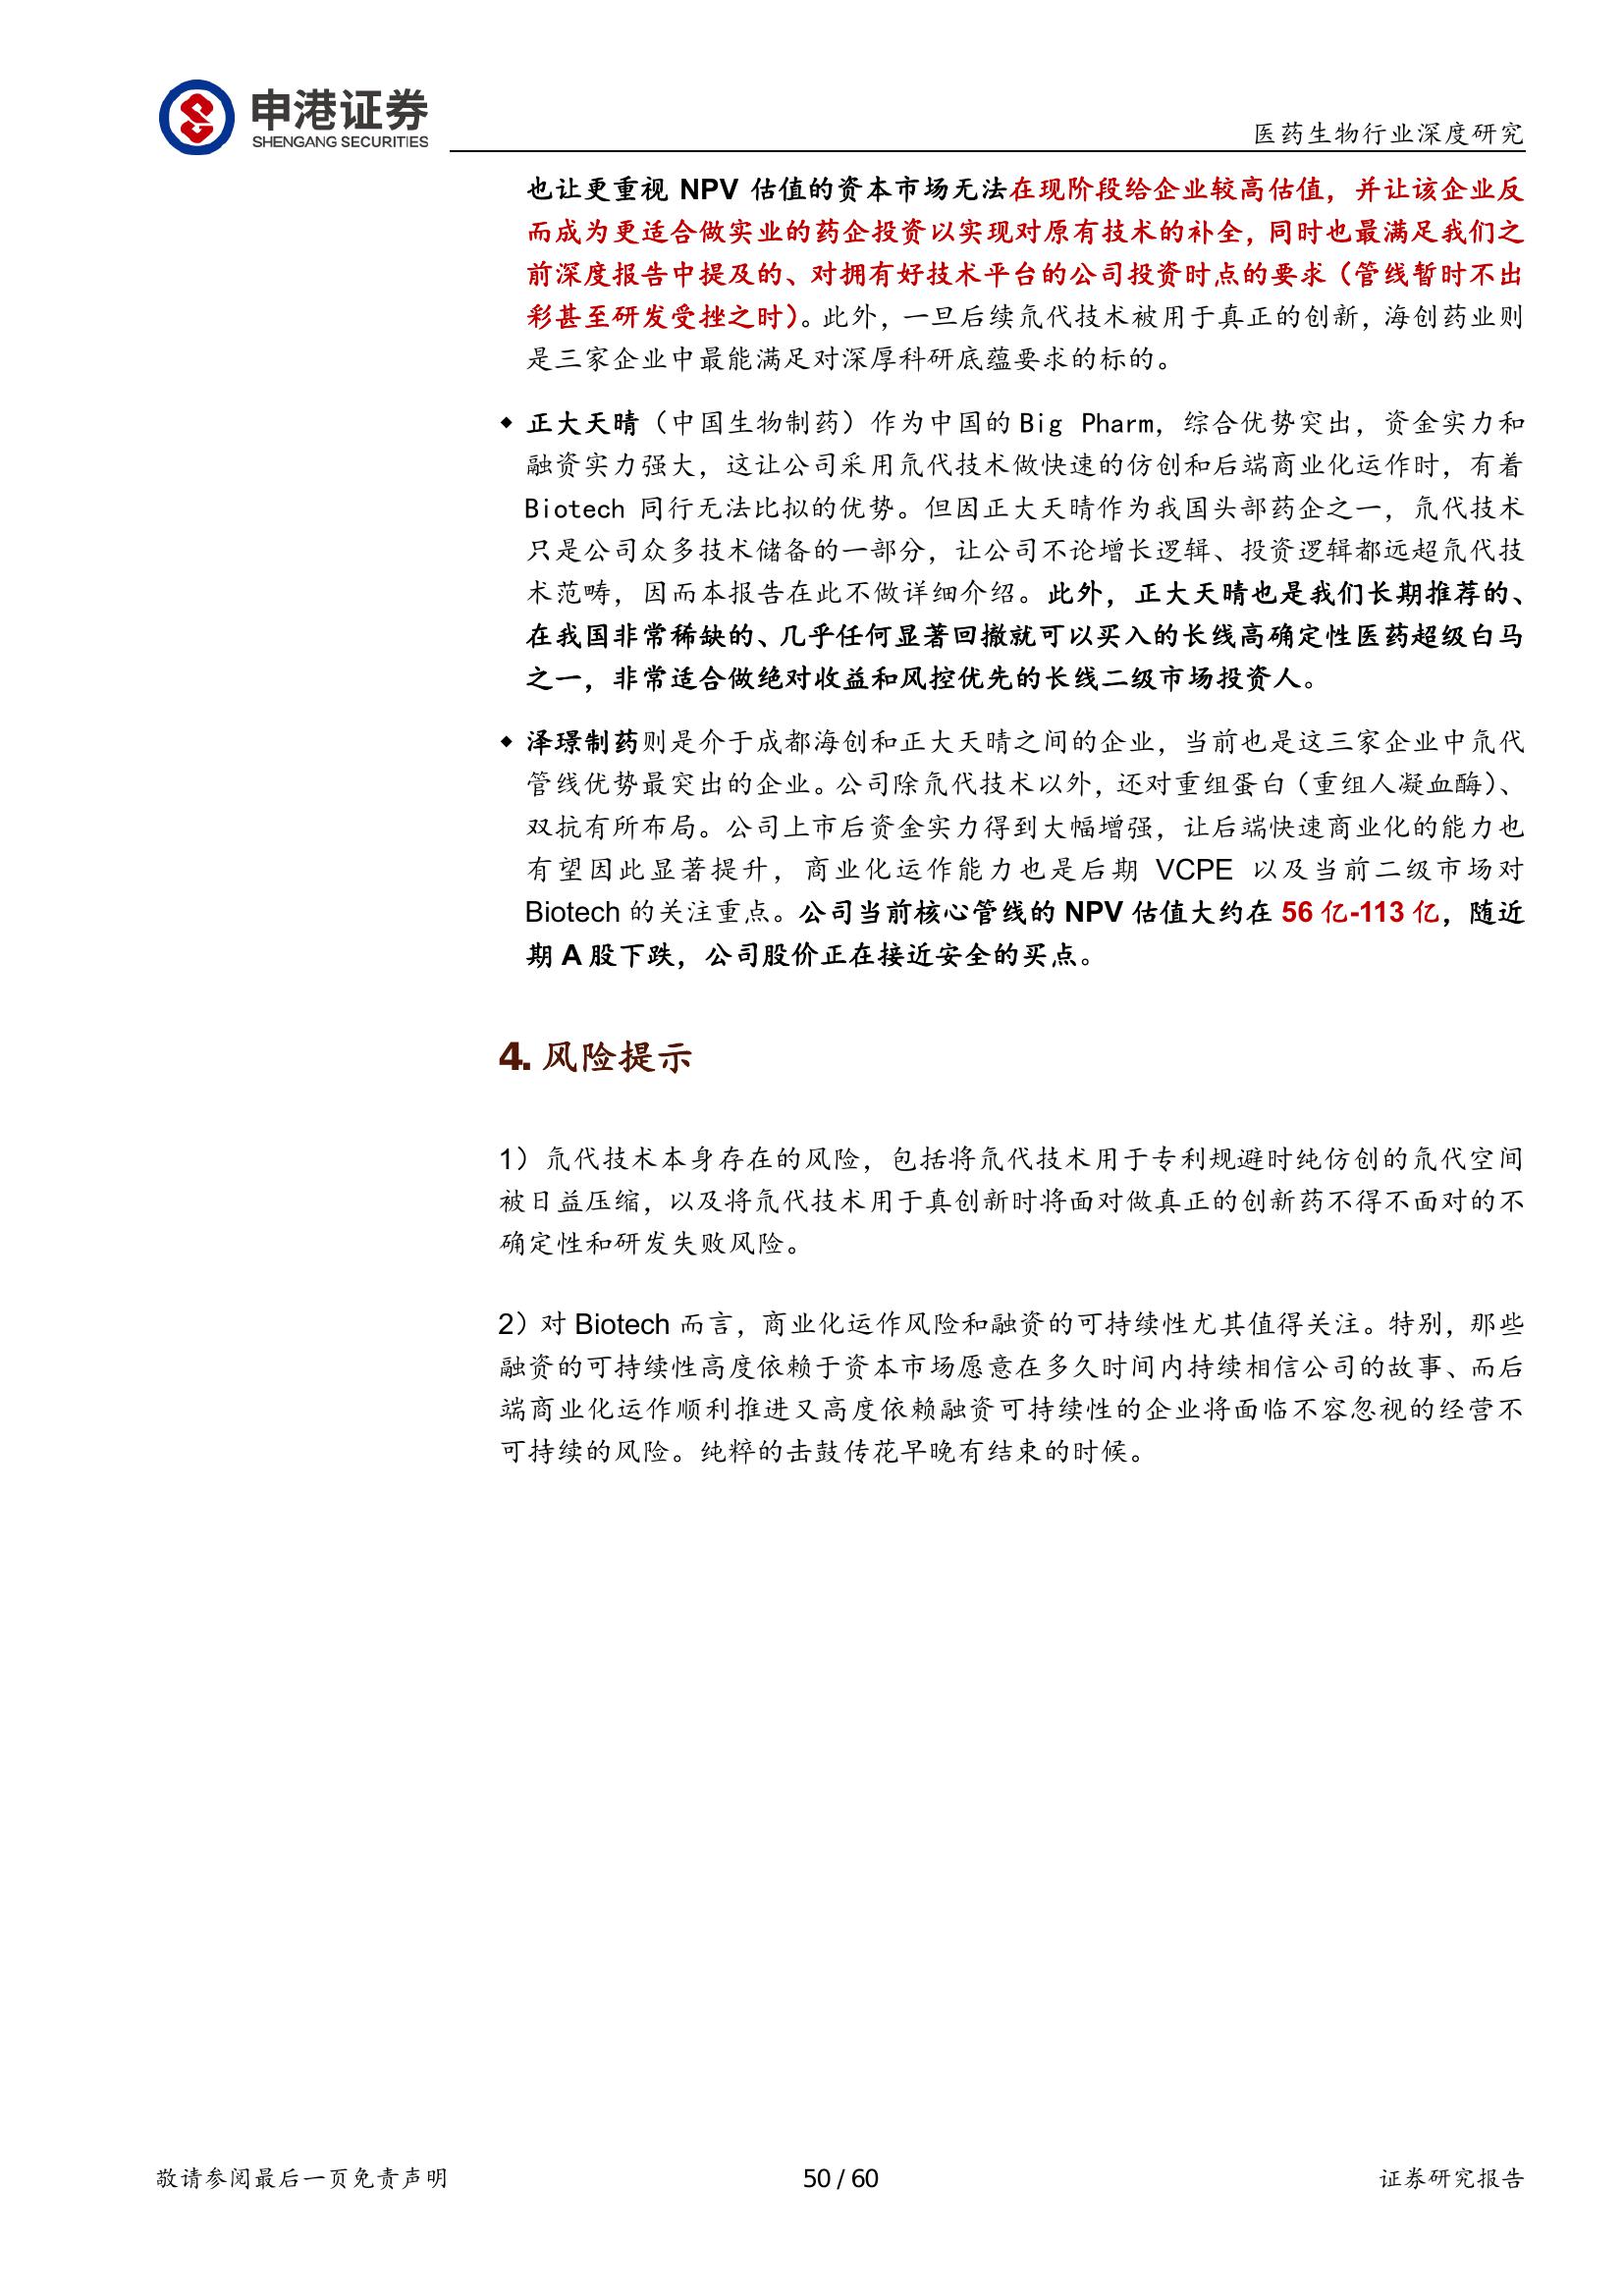 申港证券
SHENGANG SECURITIES
医药生物行业深度研究
也让更重视 NPV 估值的资本市场无法在现阶段给企业较高估值，并让该企业反
而成为更适合做实业的药企投资以实现对原有技术的补全，同时也最满足我们之
前深度报告中提及的、对拥有好技术平台的公司投资时点的要求（管线暂时不出
彩甚至研发受挫之时）。此外，一旦后续氘代技术被用于真正的创新，海创药业则
是三家企业中最能满足对深厚科研底蕴要求的标的。
◆ 正大天晴（中国生物制药）作为中国的 Big Pharm，综合优势突出，资金实力和
融资实力强大，这让公司采用氘代技术做快速的仿创和后端商业化运作时，有着
Biotech 同行无法比拟的优势。但因正大天晴作为我国头部药企之一，氘代技术
只是公司众多技术储备的一部分，让公司不论增长逻辑、投资逻辑都远超氘代技
术范畴，因而本报告在此不做详细介绍。此外，正大天晴也是我们长期推荐的、
在我国非常稀缺的、几乎任何显著回撤就可以买入的长线高确定性医药超级白马
之一，非常适合做绝对收益和风控优先的长线二级市场投资人。
◆ 泽璟制药则是介于成都海创和正大天晴之间的企业，当前也是这三家企业中氘代
管线优势最突出的企业。公司除氘代技术以外，还对重组蛋白（重组人凝血酶）、
双抗有所布局。公司上市后资金实力得到大幅增强，让后端快速商业化的能力也
有望因此显著提升，商业化运作能力也是后期 VCPE 以及当前二级市场对
Biotech 的关注重点。公司当前核心管线的 NPV 估值大约在 56 亿-113 亿，随近
期 A 股下跌，公司股价正在接近安全的买点。
4. 风险提示
1）氘代技术本身存在的风险，包括将氘代技术用于专利规避时纯仿创的氘代空间
被日益压缩，以及将氘代技术用于真创新时将面对做真正的创新药不得不面对的不
确定性和研发失败风险。
2）对 Biotech 而言，商业化运作风险和融资的可持续性尤其值得关注。特别，那些
融资的可持续性高度依赖于资本市场愿意在多久时间内持续相信公司的故事、而后
端商业化运作顺利推进又高度依赖融资可持续性的企业将面临不容忽视的经营不
可持续的风险。纯粹的击鼓传花早晚有结束的时候。
敬请参阅最后一页免责声明
50 / 60
证券研究报告